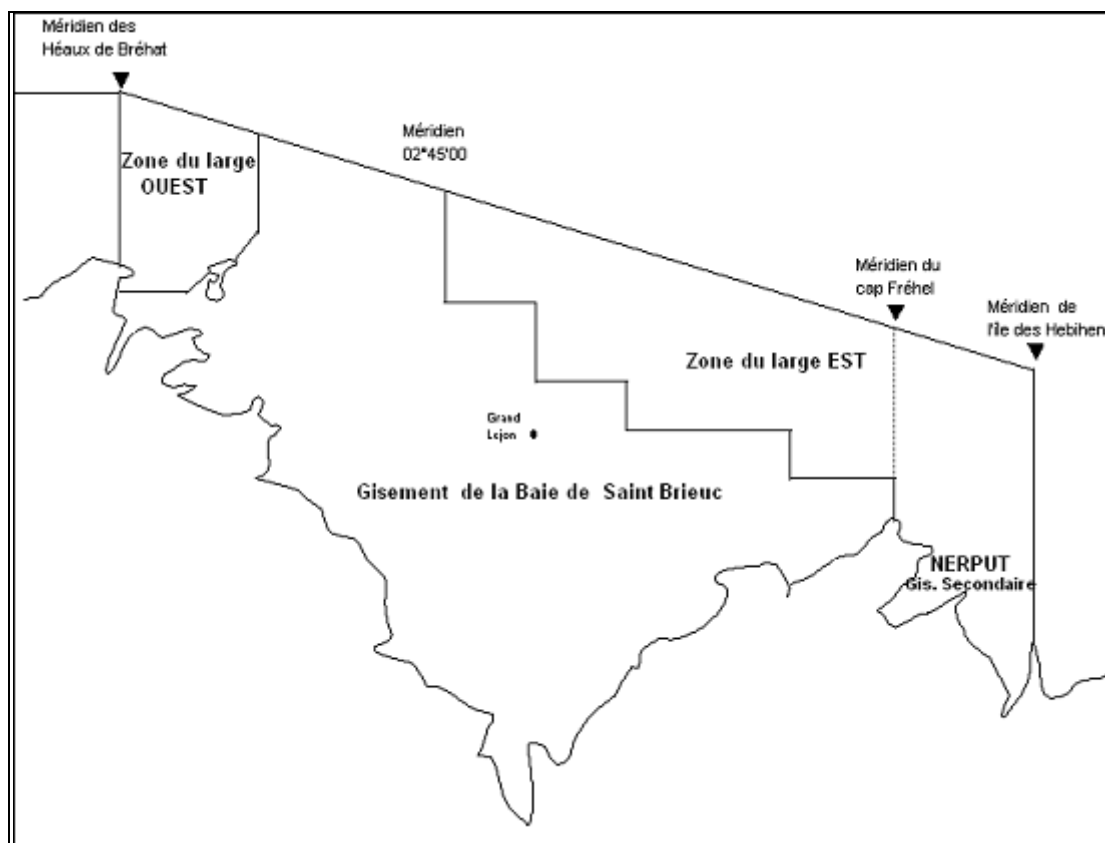 Méridien des
Héaux de Bréhat
Méridien
02°45'00
Zone du large
OUEST
Méridien du
cap Fréhel
Méridien de
l'île des Hebihen
Zone du large EST
Grand
Lejon
Gisement de la Baie de Saint Brieuc
NERPUT
Gis. Secondaire